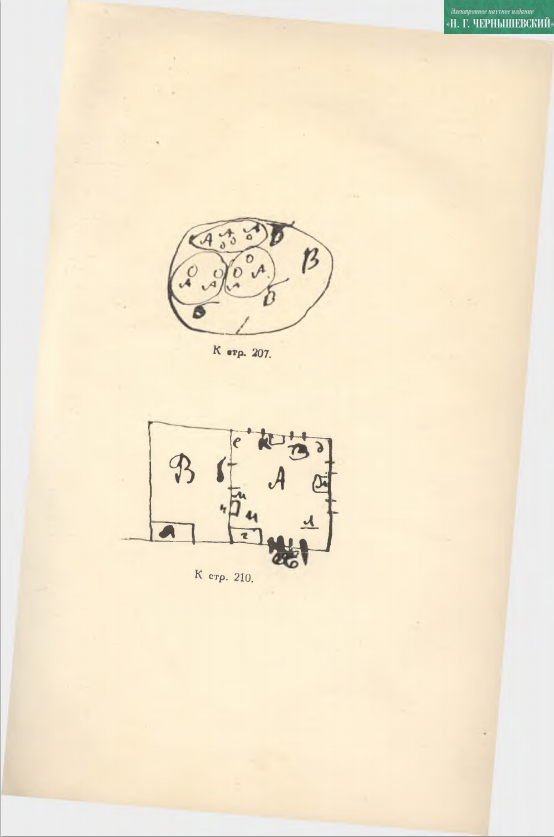 Электронное научное издание
«Н. Г. ЧЕРНЫШЕВСКИЙ»
А А А
В
В
А А
А А
В
В
К стр. 207.
е к д
В б А
м
ч и л
а г
К стр. 210.